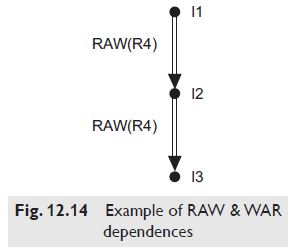 I1
RAW(R4)
I2
RAW(R4)
I3
Fig. 12.14 Example of RAW & WAR
dependences